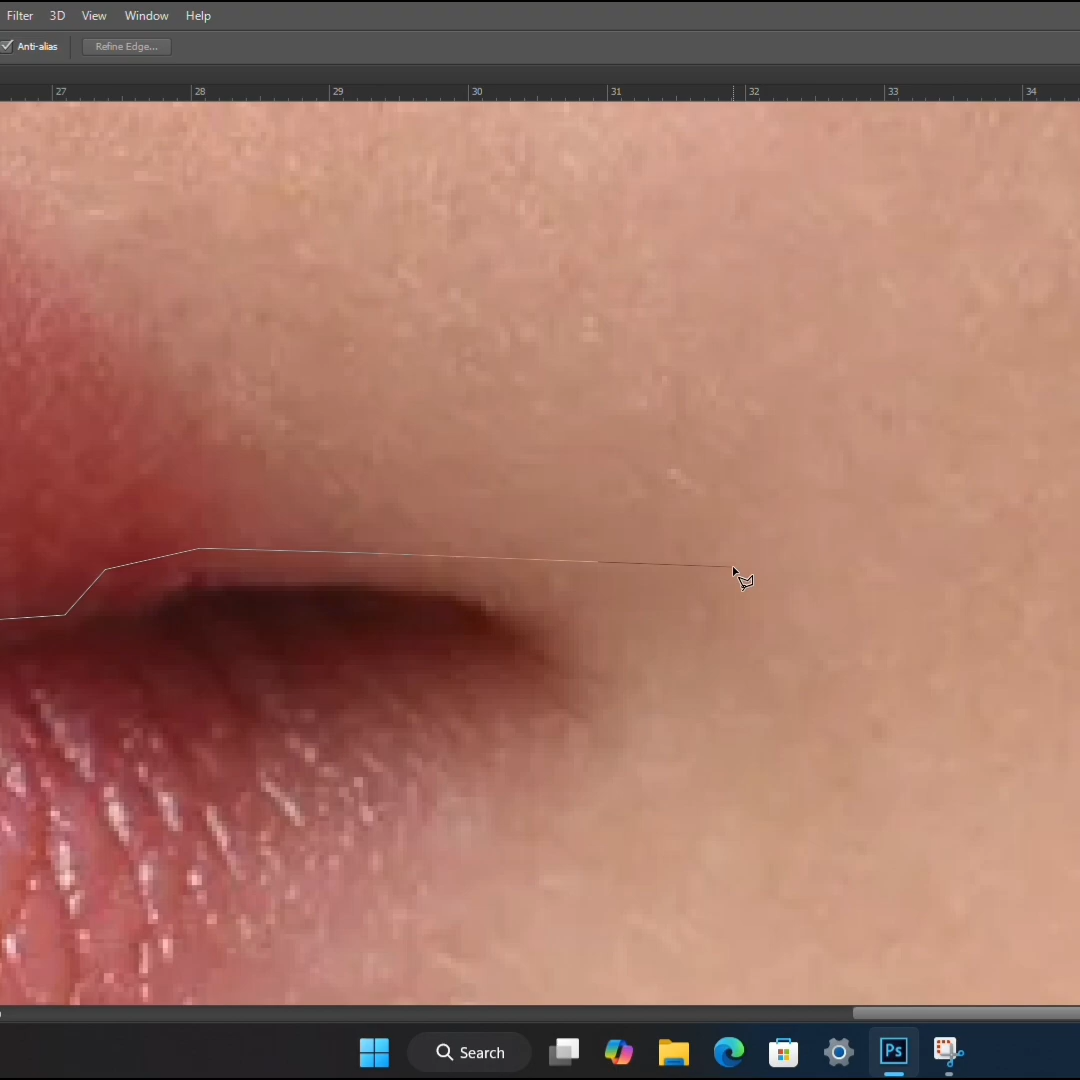 Filter 3D View Window Help
Anti-alias Refine Edge...
27 28 29 30 31 32 33 34
Search
Ps